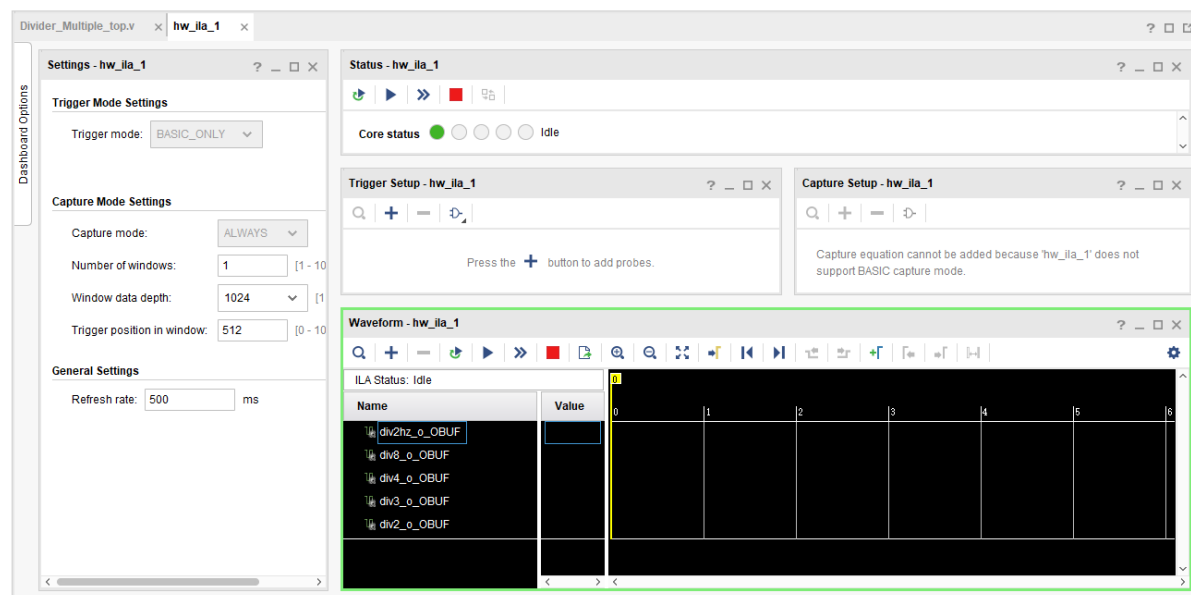 Divider_Multiple_top.v × hw_ila_1 ×
?
Dashboard Options
Settings - hw_ila_1 ?
Trigger Mode Settings
Trigger mode: BASIC_ONLY
Capture Mode Settings
Capture mode: ALWAYS
Number of windows: 1 [1 - 10
Window data depth: 1024 [1
Trigger position in window: 512 [0 - 10
General Settings
Refresh rate: 500 ms
Status - hw_ila_1 ?
Core status Idle
Trigger Setup - hw_ila_1 ?
Press the + button to add probes.
Capture Setup - hw_ila_1 ?
Capture equation cannot be added because 'hw_ila_1' does not
support BASIC capture mode.
Waveform - hw_ila_1 ?
ILA Status: Idle
Name Value
0
0 1 2 3 4 5 6
div2hz_o_OBUF
div8_o_OBUF
div4_o_OBUF
div3_o_OBUF
div2_o_OBUF